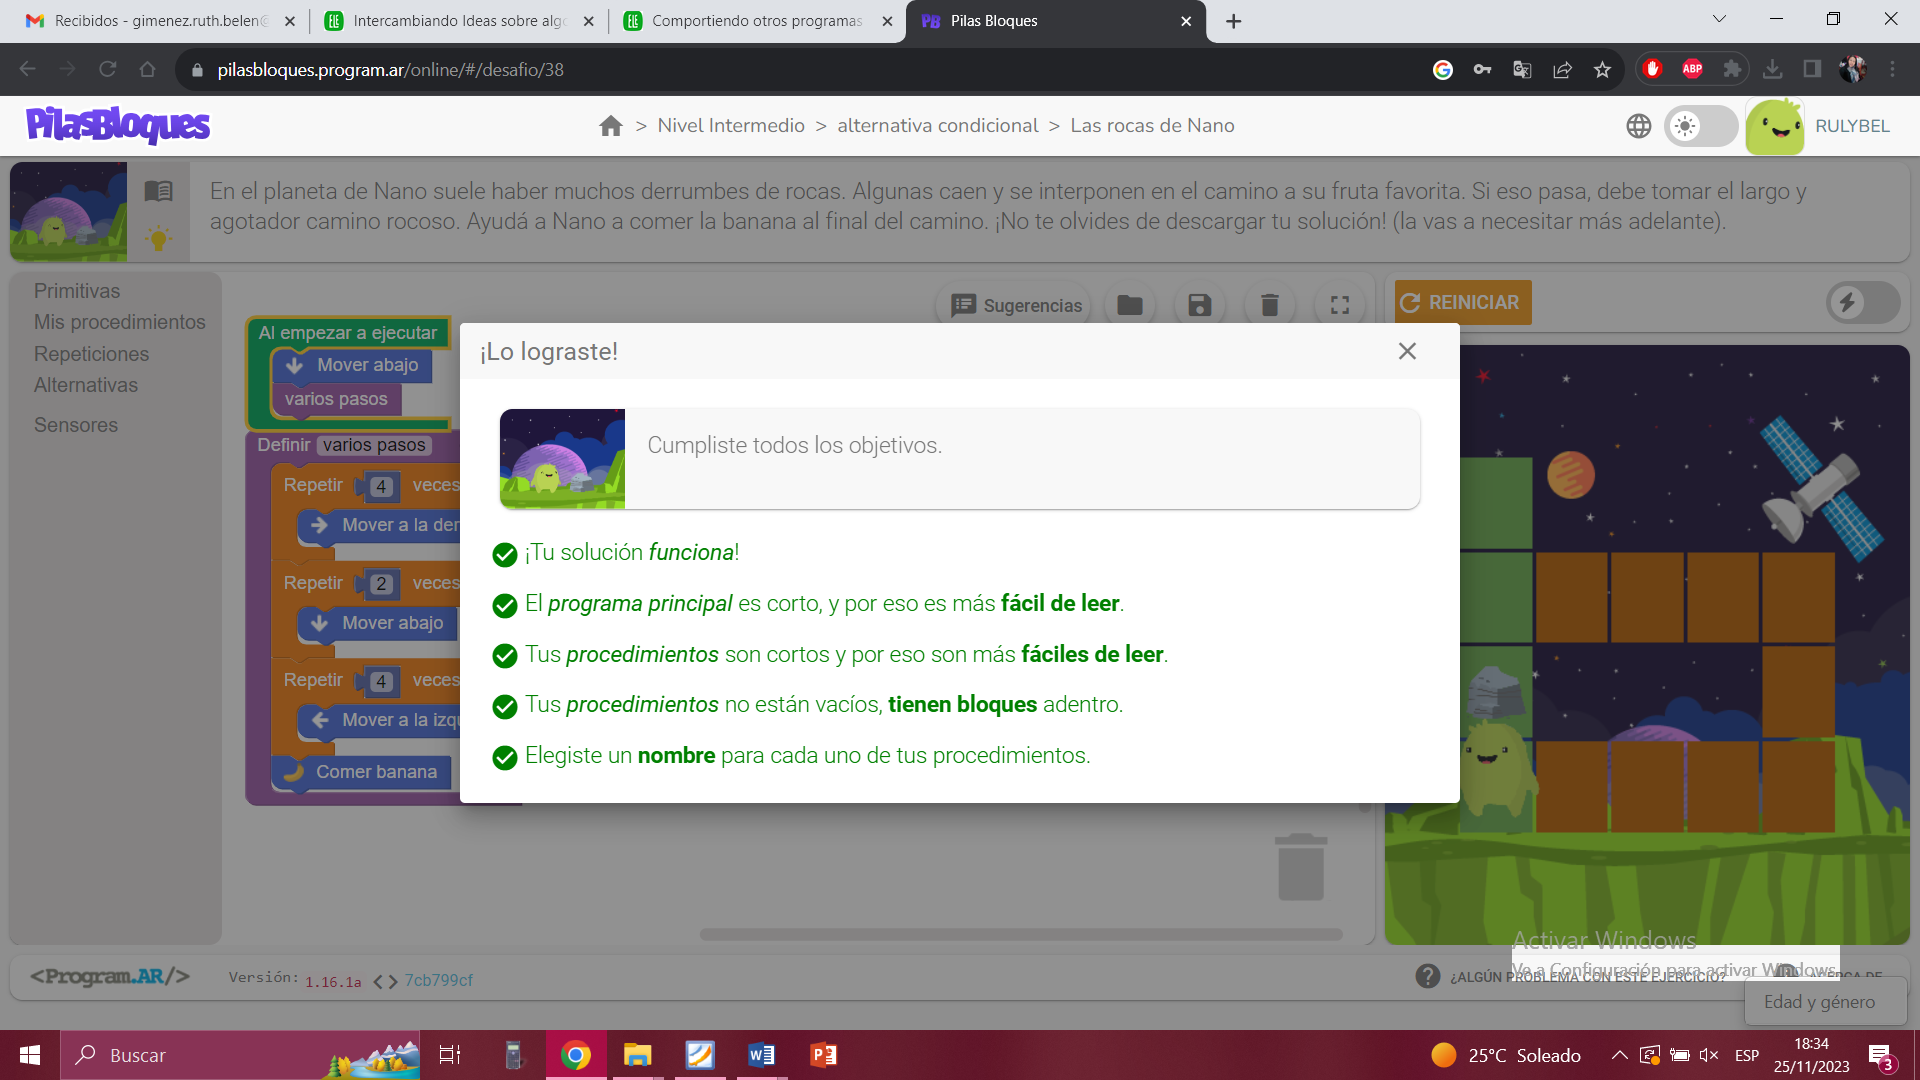 Recibidos - gimenez.ruth.belen@
Intercambiando Ideas sobre algo
Comportiendo otros programas
Pilas Bloques
pilasbloques.program.ar/online/#/desafio/38
ABP
PilasBloques
> Nivel Intermedio > alternativa condicional > Las rocas de Nano
RULYBEL
En el planeta de Nano suele haber muchos derrumbes de rocas. Algunas caen y se interponen en el camino a su fruta favorita. Si eso pasa, debe tomar el largo y
agotador camino rocoso. Ayudá a Nano a comer la banana al final del camino. ¡No te olvides de descargar tu solución! (la vas a necesitar más adelante).
Primitivas
Mis procedimientos
Repeticiones
Alternativas
Sensores
Sugerencias
REINICIAR
Al empezar a ejecutar
Mover abajo
varios pasos
Definir varios pasos
Repetir 4 veces
Mover a la der
Repetir 2 veces
Mover abajo
Repetir 4 veces
Mover a la izq
Comer banana
¡Lo lograste!
Cumpliste todos los objetivos.
¡Tu solución funciona!
El programa principal es corto, y por eso es más fácil de leer.
Tus procedimientos son cortos y por eso son más fáciles de leer.
Tus procedimientos no están vacíos, tienen bloques adentro.
Elegiste un nombre para cada uno de tus procedimientos.
<Program.AR/>
Versión: 1.16.1a <> 7cb799cf
Activar Windows
Ve a Configuración para activar Windows.
¿ALGÚN PROBLEMA CON ESTE EJERCICIO?
ACERCA DE
Edad y género
Buscar
25°C Soleado
ESP
18:34
25/11/2023
3